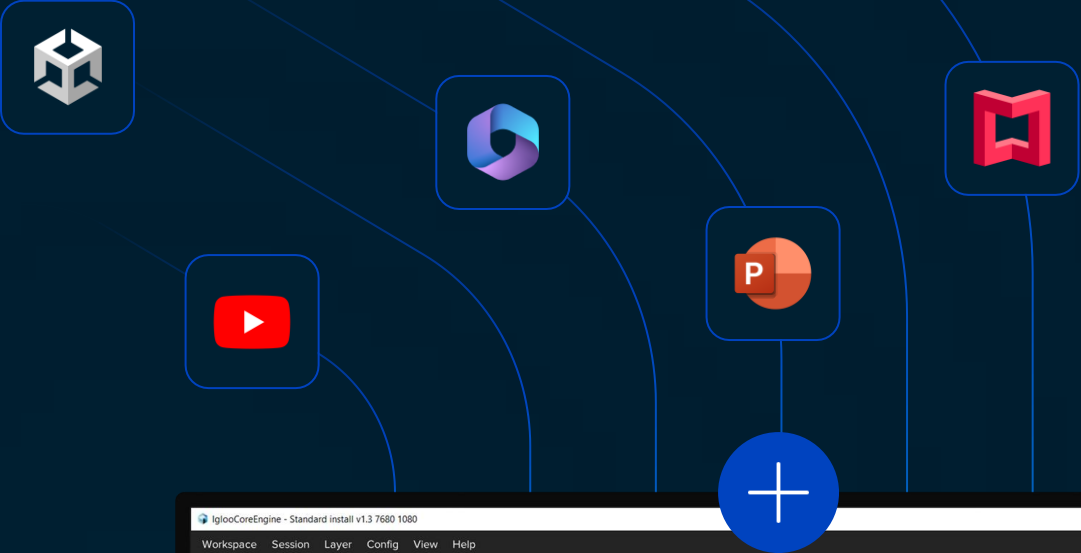 P
IglooCoreEngine - Standard install v1.3 7680 1080
Workspace Session Layer Config View Help